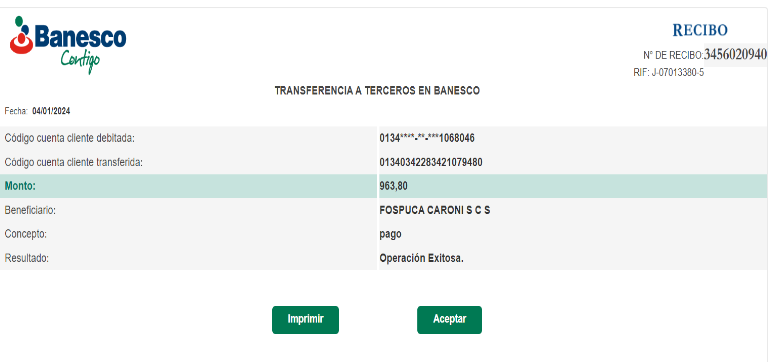 Banesco
Contigo
RECIBO
N° DE RECIBO:3456020940
RIF: J-07013380-5
TRANSFERENCIA A TERCEROS EN BANESCO
Fecha: 04/01/2024
Código cuenta cliente debitada: 0134****-**-***1068046
Código cuenta cliente transferida: 01340342283421079480
Monto: 963,80
Beneficiario: FOSPUCA CARONI S C S
Concepto: pago
Resultado: Operación Exitosa.
Imprimir Aceptar